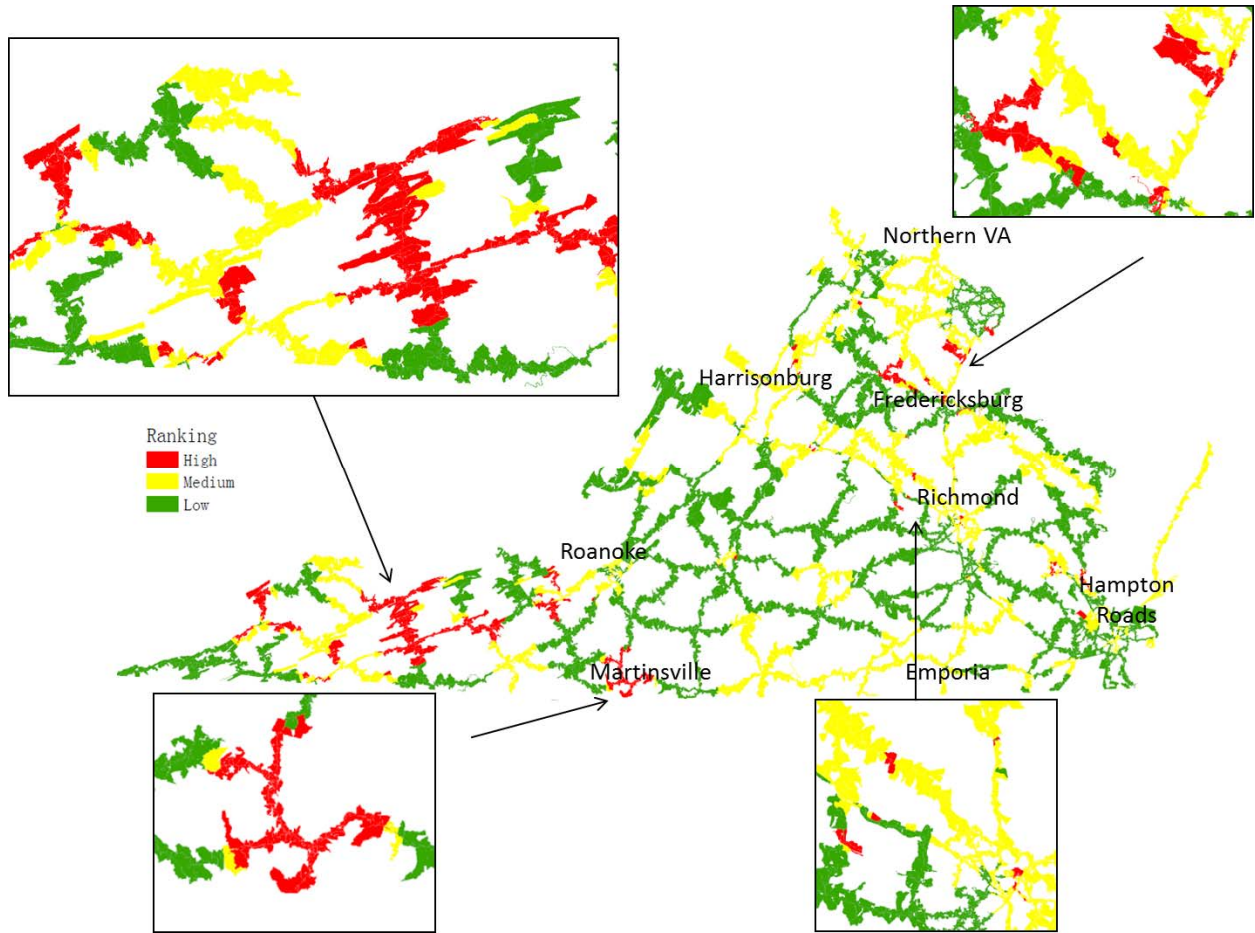 Northern VA
Harrisonburg
Fredericksburg
Ranking
High
Medium
Low
Richmond
Roanoke
Hampton
Roads
Martinsville
Emporia